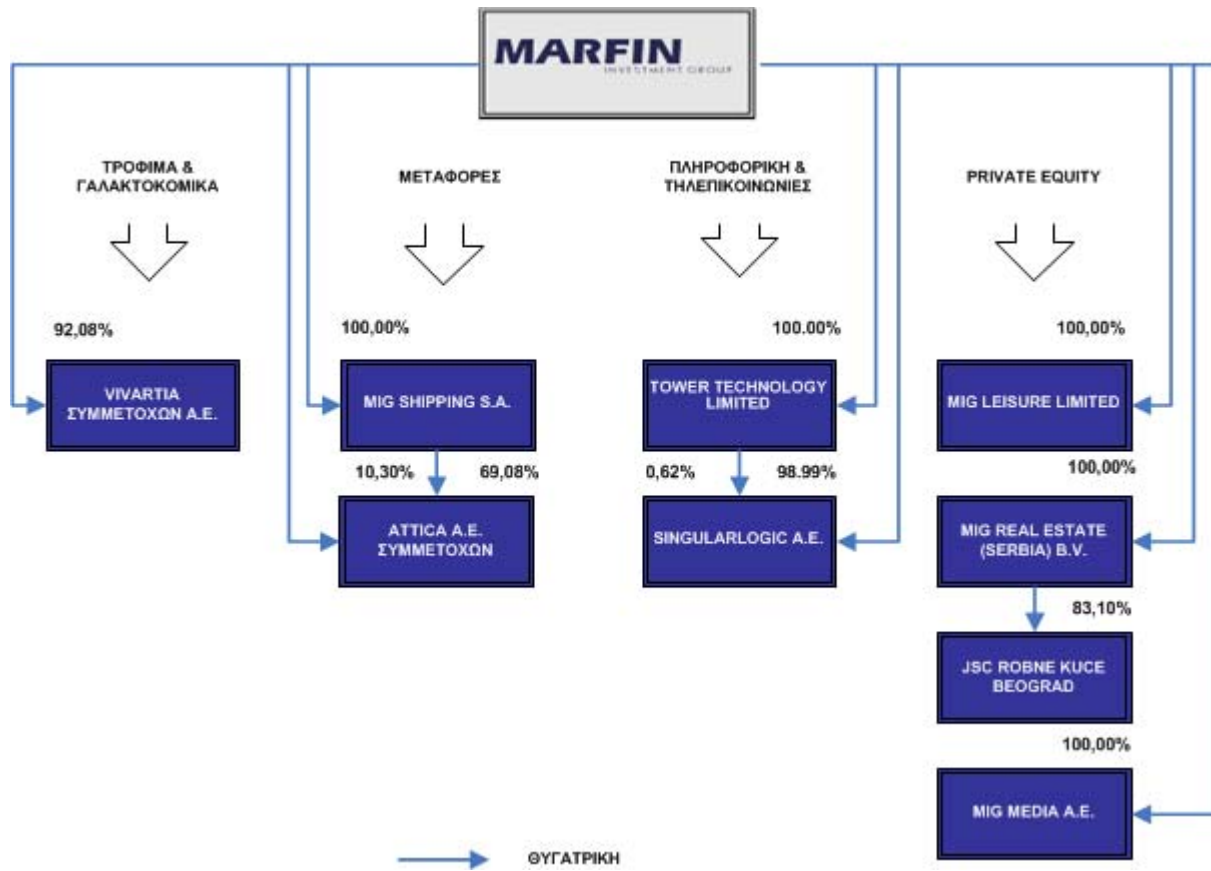 MARFIN
INVESTMENT GROUP
ΤΡΟΦΙΜΑ &
ΓΑΛΑΚΤΟΚΟΜΙΚΑ
ΜΕΤΑΦΟΡΕΣ
ΠΛΗΡΟΦΟΡΙΚΗ &
ΤΗΛΕΠΙΚΟΙΝΩΝΙΕΣ
PRIVATE EQUITY
92,08%
100,00%
100.00%
100,00%
VIVARTIA
ΣΥΜΜΕΤΟΧΩΝ Α.Ε.
MIG SHIPPING S.A.
TOWER TECHNOLOGY
LIMITED
MIG LEISURE LIMITED
10,30%
69,08%
0,62%
98.99%
100,00%
ATTICA A.E.
ΣΥΜΜΕΤΟΧΩΝ
SINGULARLOGIC A.E.
MIG REAL ESTATE
(SERBIA) B.V.
83,10%
JSC ROBNE KUCE
BEOGRAD
100,00%
MIG MEDIA A.E.
ΘΥΓΑΤΡΙΚΗ